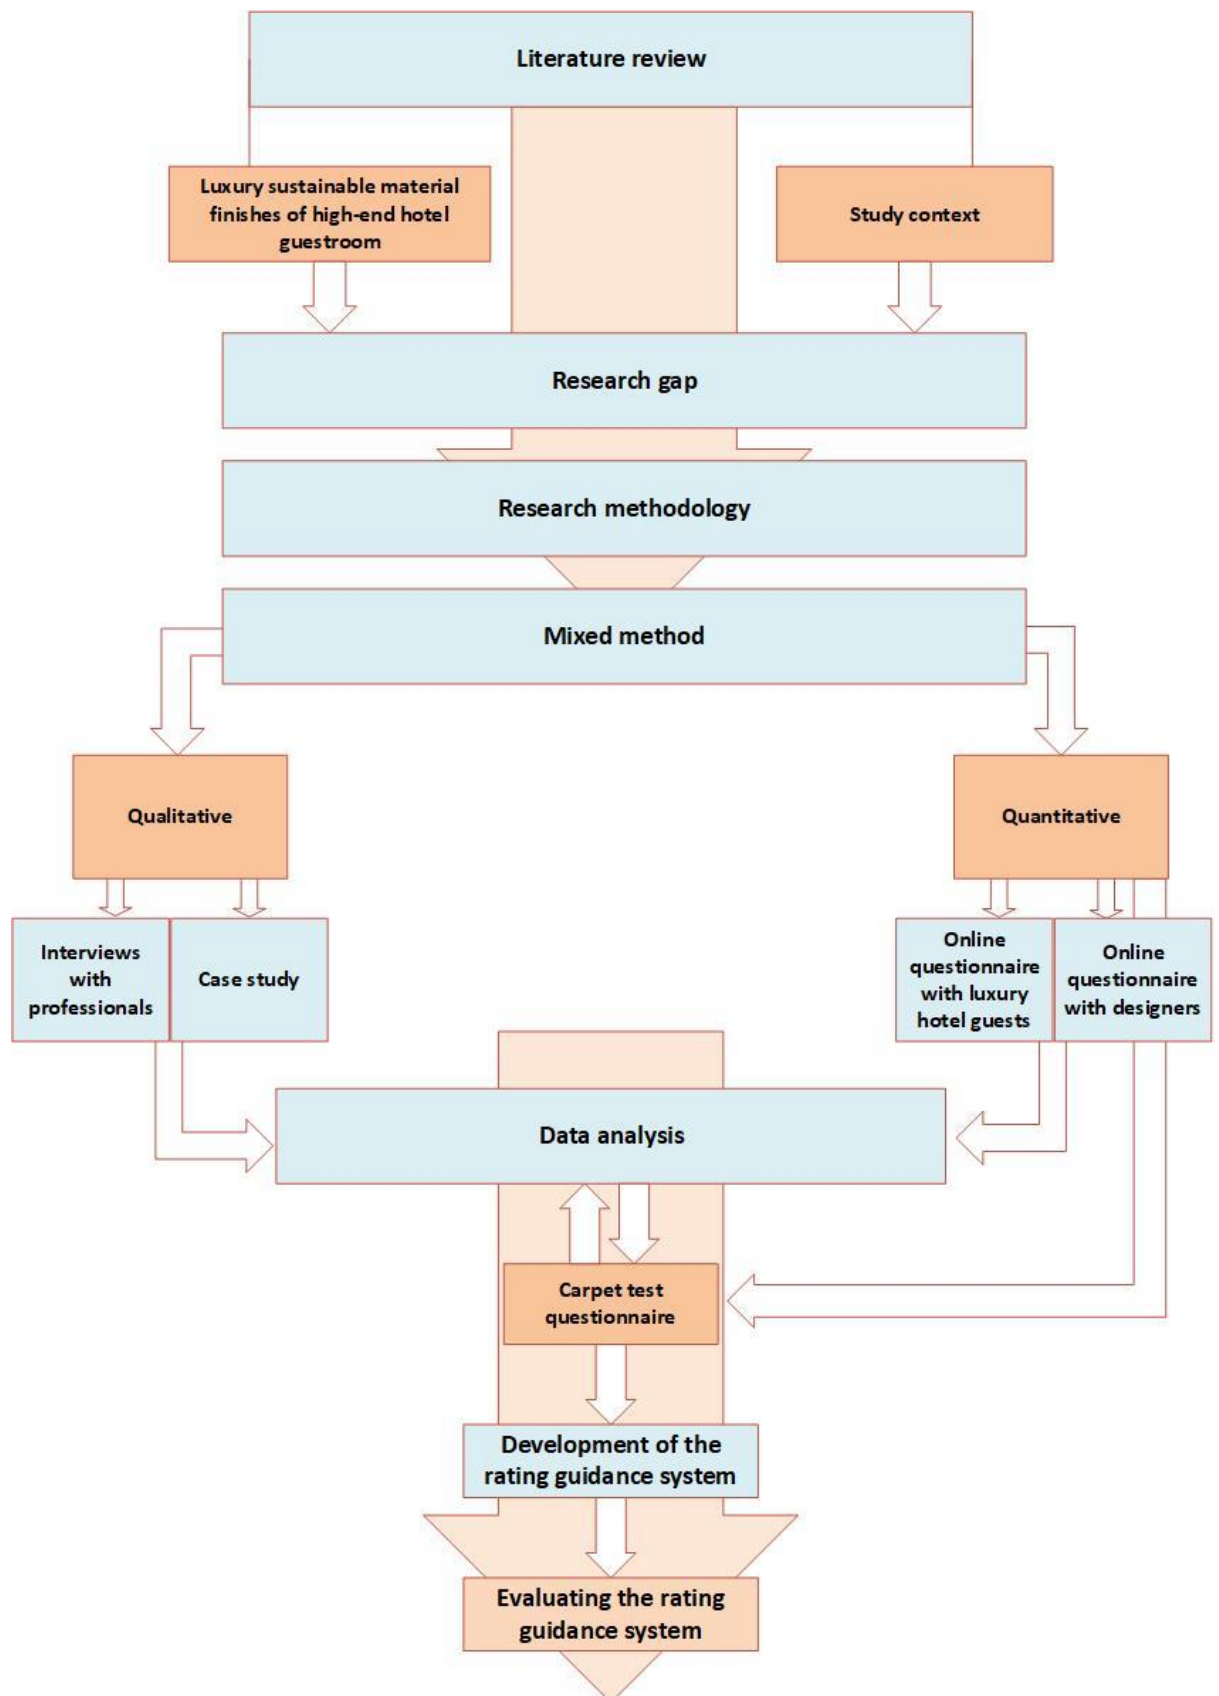 Literature review
Luxury sustainable material
finishes of high-end hotel
guestroom
Study context
Research gap
Research methodology
Mixed method
Qualitative
Quantitative
Interviews
with
professionals
Case study
Online
questionnaire
with luxury
hotel guests
Online
questionnaire
with designers
Data analysis
Carpet test
questionnaire
Development of the
rating guidance system
Evaluating the rating
guidance system